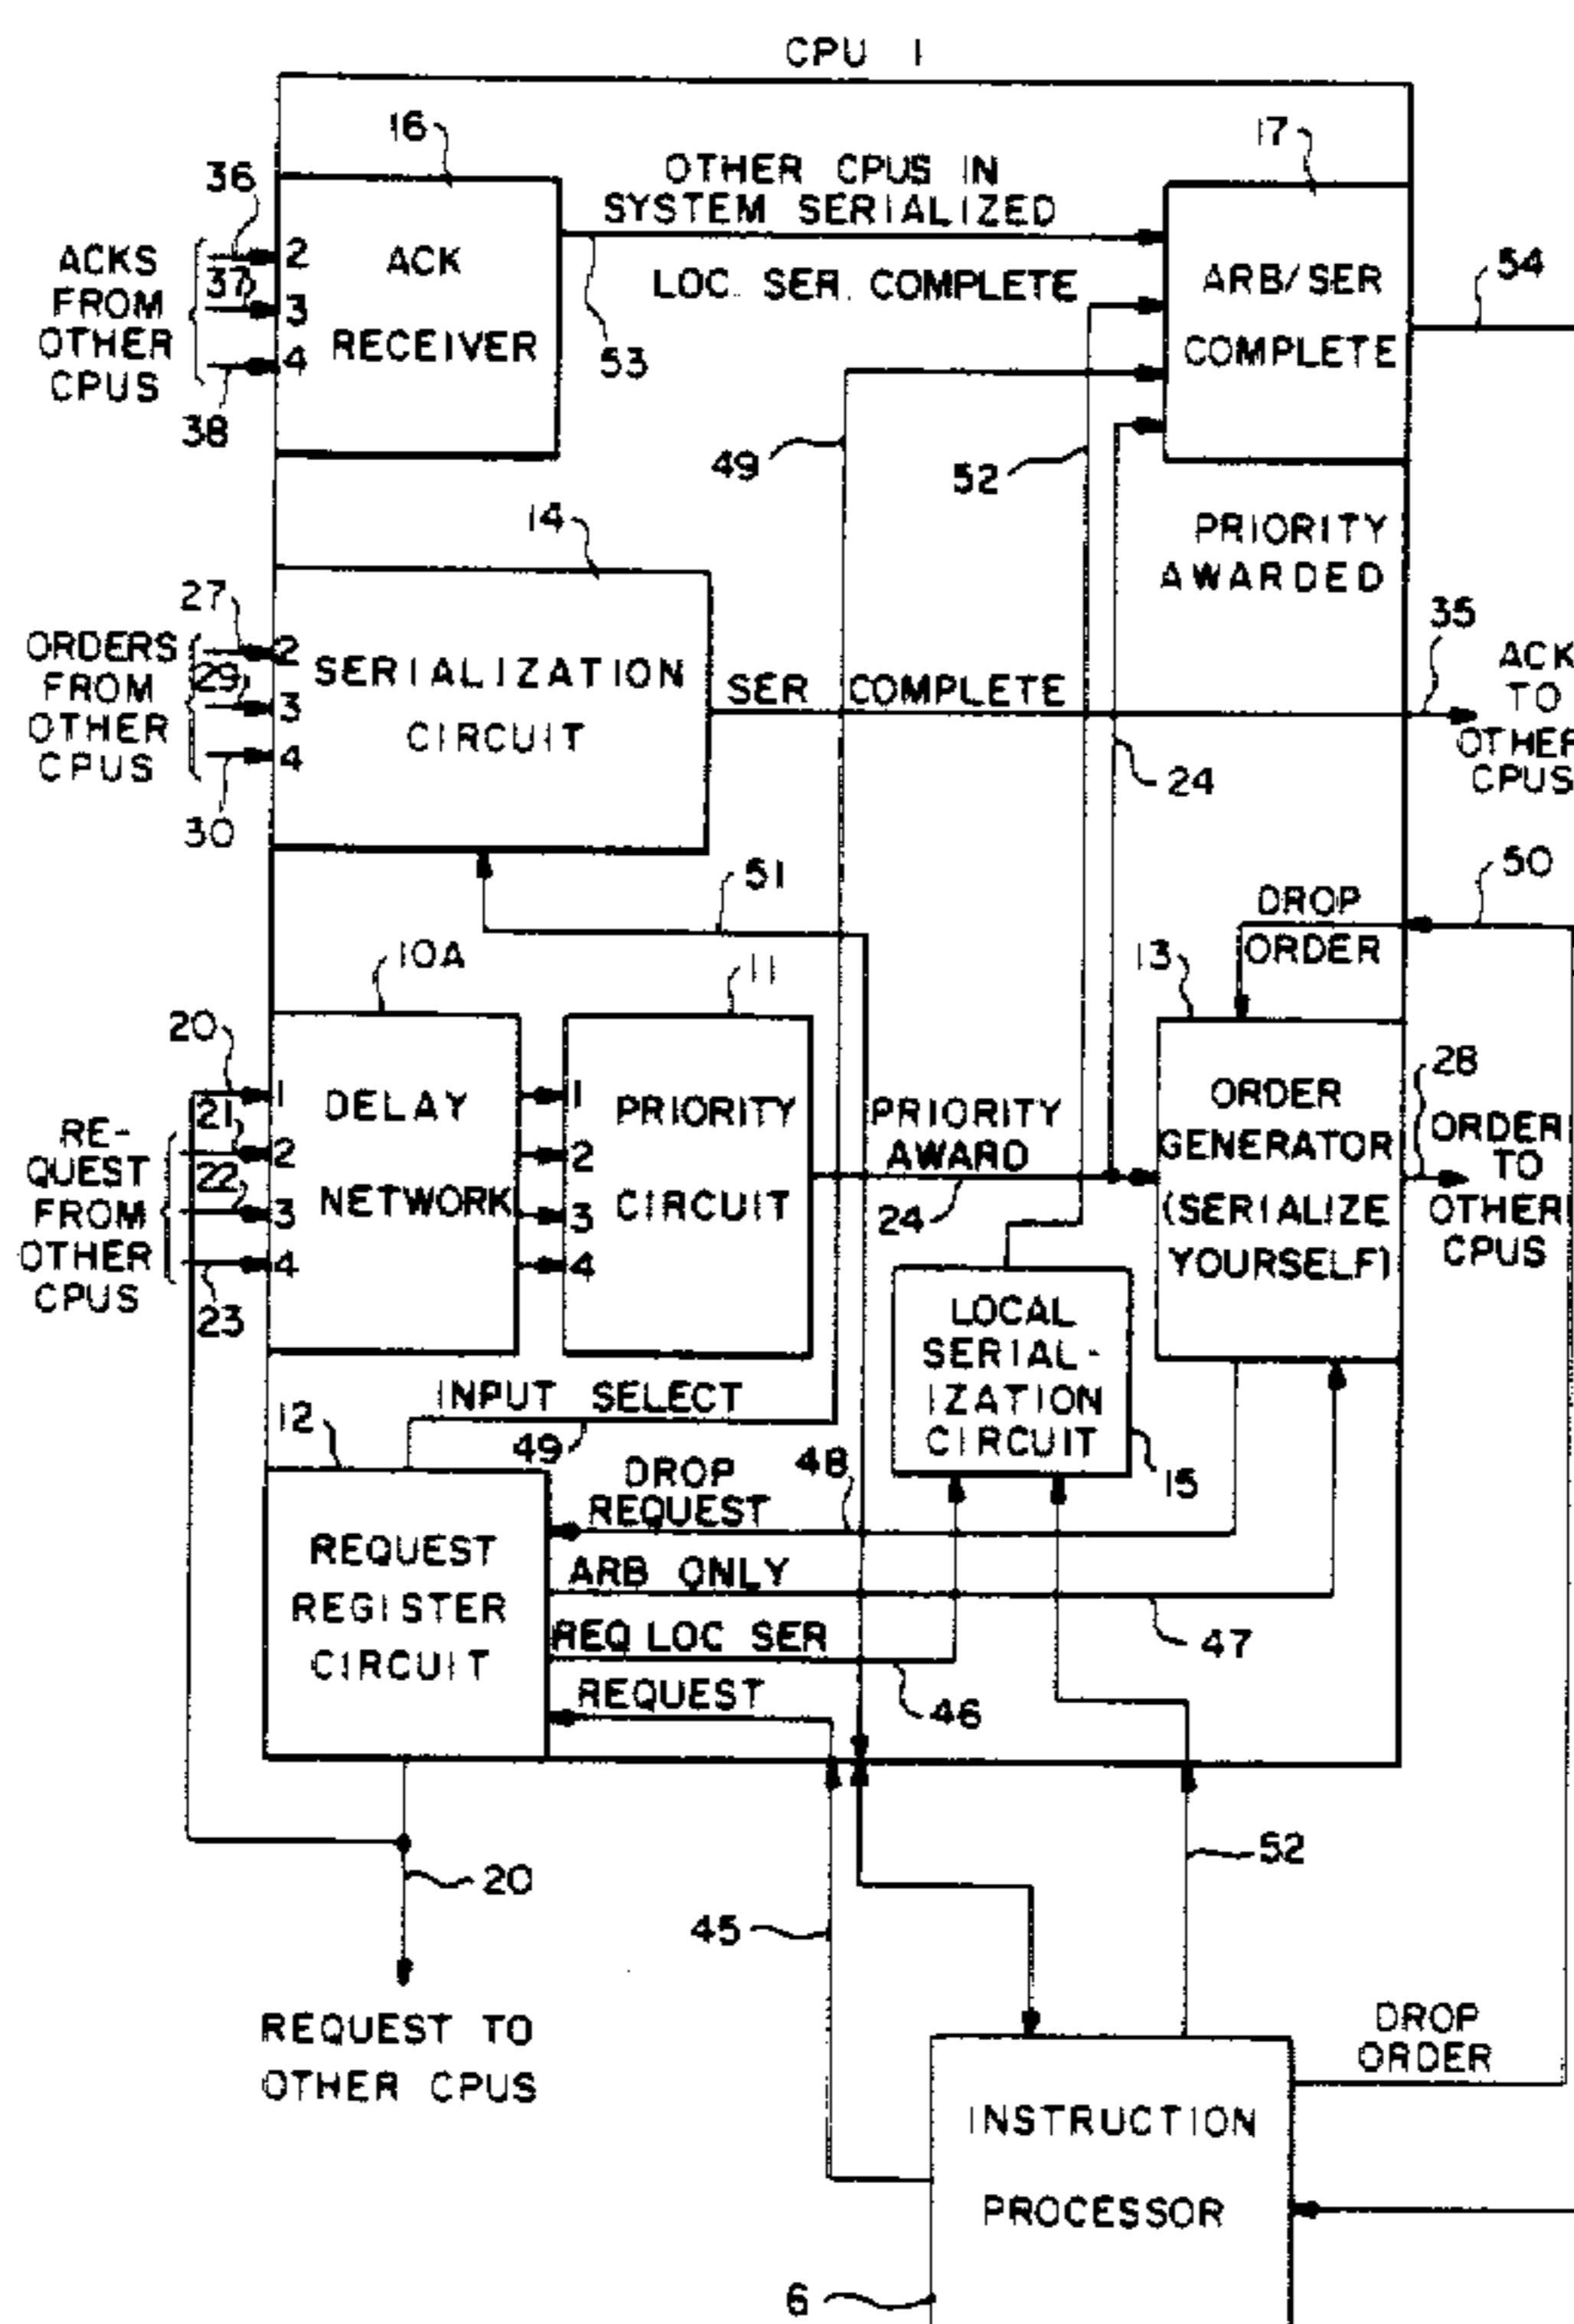 CPU 1
16
17
36
OTHER CPUS IN
SYSTEM SERIALIZED
ACKS
FROM
OTHER
CPUS
37
38
2
3
4
ACK
RECEIVER
53
LOC. SER. COMPLETE
ARB/SER
COMPLETE
54
49
52
PRIORITY
AWARDED
14
27
ORDERS
FROM
OTHER
CPUS
29
30
2
3
4
SERIALIZATION
CIRCUIT
SER COMPLETE
35
ACK
TO
OTHER
CPUS
24
51
50
DROP
ORDER
10A
11
13
20
21
22
23
RE-
QUEST
FROM
OTHER
CPUS
1
2
3
4
DELAY
NETWORK
1
2
3
4
PRIORITY
CIRCUIT
PRIORITY
AWARD
24
ORDER
GENERATOR
(SERIALIZE
YOURSELF)
28
ORDER
TO
OTHER
CPUS
LOCAL
SERIAL-
IZATION
CIRCUIT
15
12
INPUT SELECT
49
48
DROP
REQUEST
REQUEST
REGISTER
CIRCUIT
ARB ONLY
47
REQ LOC SER
46
REQUEST
20
45
52
REQUEST TO
OTHER CPUS
DROP
ORDER
INSTRUCTION
PROCESSOR
6